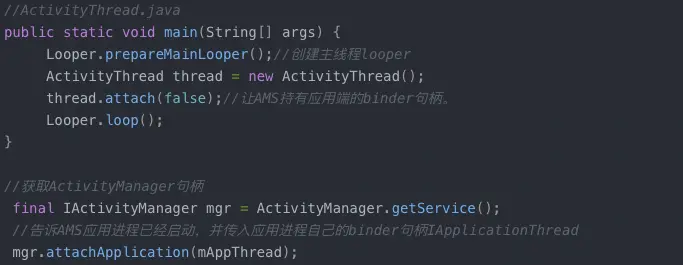 //ActivityThread.java
public static void main(String[] args) {
Looper.prepareMainLooper();//创建主线程looper
ActivityThread thread = new ActivityThread();
thread.attach(false);//让AMS持有应用端的binder句柄。
Looper.loop();
}
//获取ActivityManager句柄
final IActivityManager mgr = ActivityManager.getService();
//告诉AMS应用进程已经启动，并传入应用进程自己的binder句柄IApplicationThread
mgr.attachApplication(mAppThread);